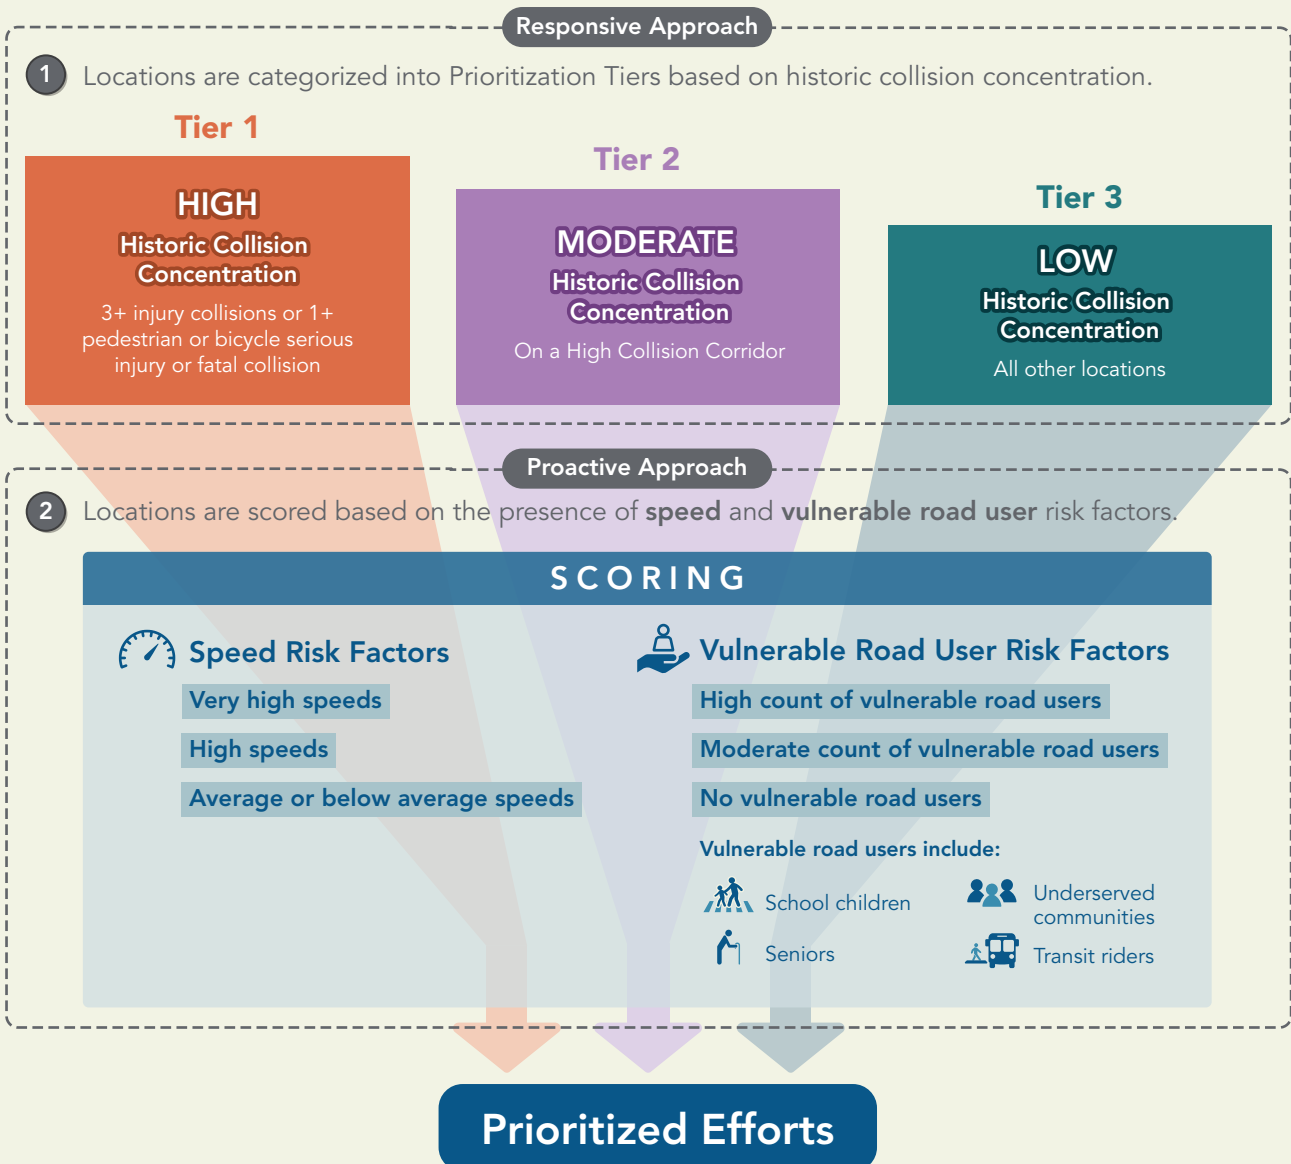 Responsive Approach
1 Locations are categorized into Prioritization Tiers based on historic collision concentration.
Tier 1
HIGH
Historic Collision
Concentration
3+ injury collisions or 1+
pedestrian or bicycle serious
injury or fatal collision
Tier 2
MODERATE
Historic Collision
Concentration
On a High Collision Corridor
Tier 3
LOW
Historic Collision
Concentration
All other locations
Proactive Approach
2 Locations are scored based on the presence of speed and vulnerable road user risk factors.
SCORING
Speed Risk Factors
Very high speeds
High speeds
Average or below average speeds
Vulnerable Road User Risk Factors
High count of vulnerable road users
Moderate count of vulnerable road users
No vulnerable road users
Vulnerable road users include:
School children
Seniors
Underserved
communities
Transit riders
Prioritized Efforts